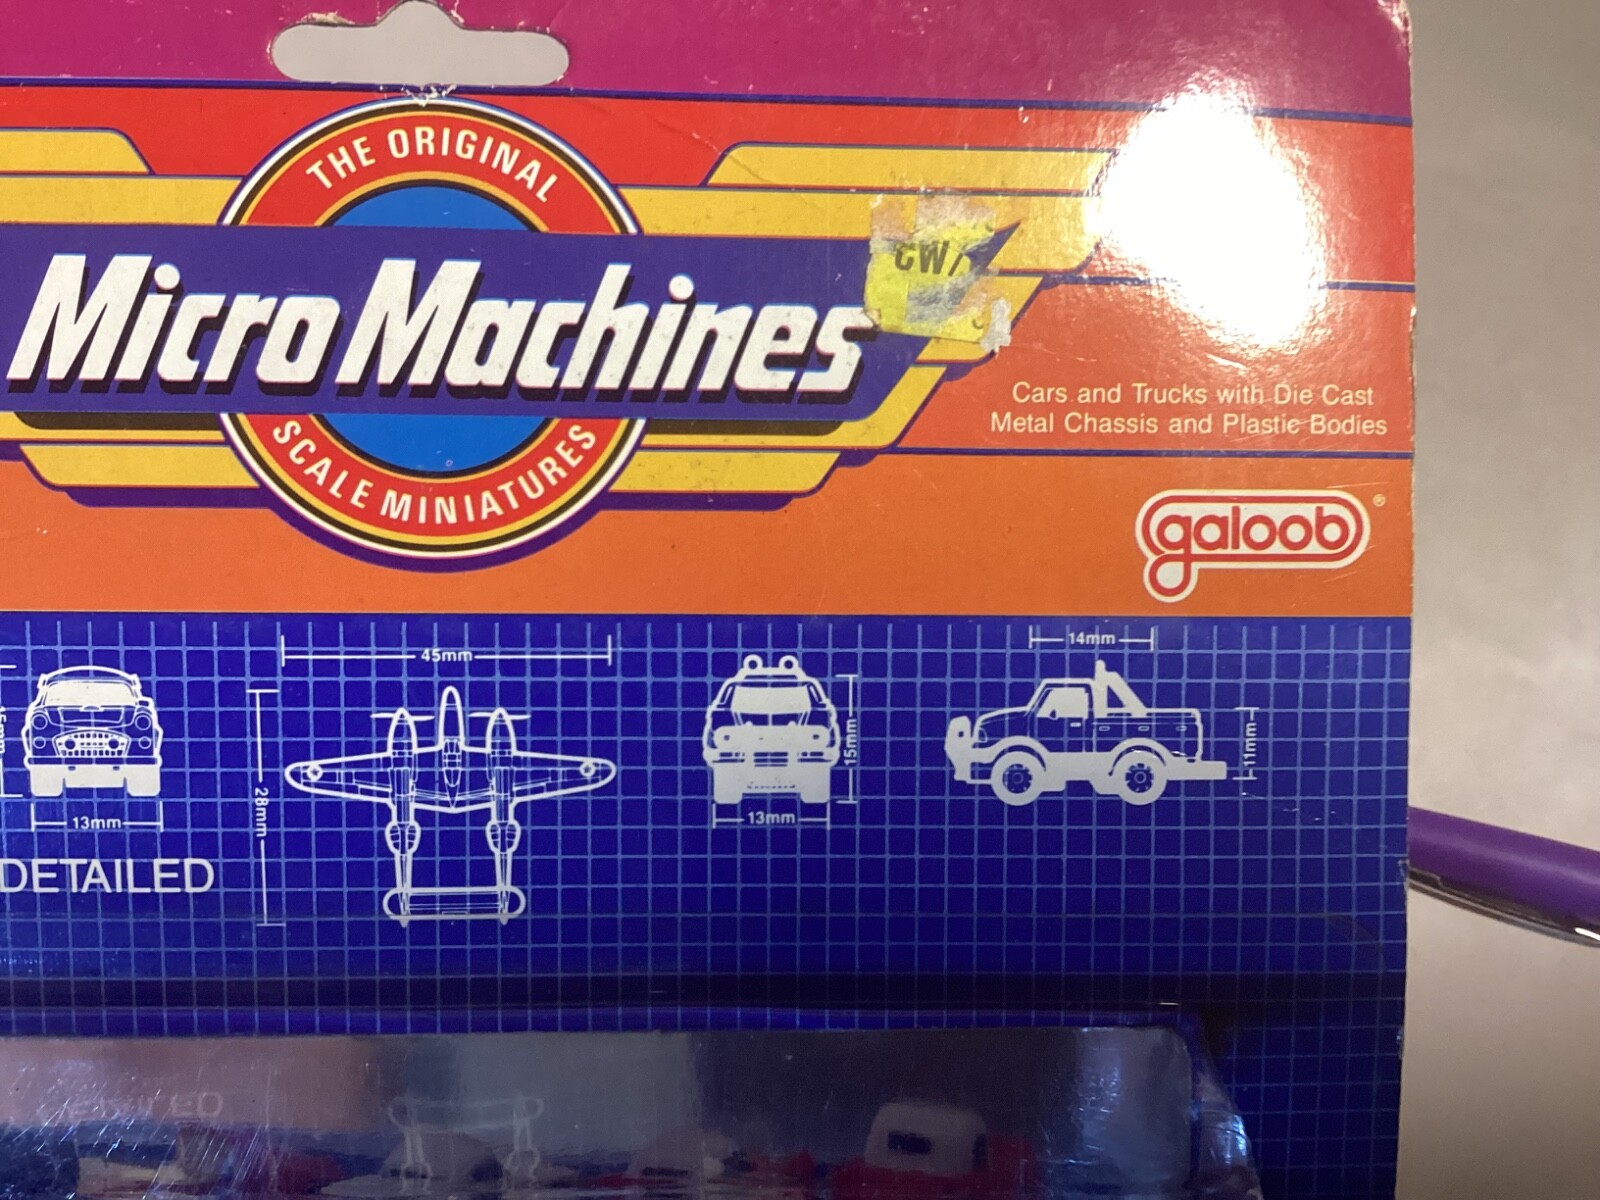 THE ORIGINAL
Micro Machines
SCALE MINIATURES
CW/
Cars and Trucks with Die Cast
Metal Chassis and Plastic Bodies
galoob®
45mm
14mm
15mm
11mm
28mm
13mm
13mm
DETAILED